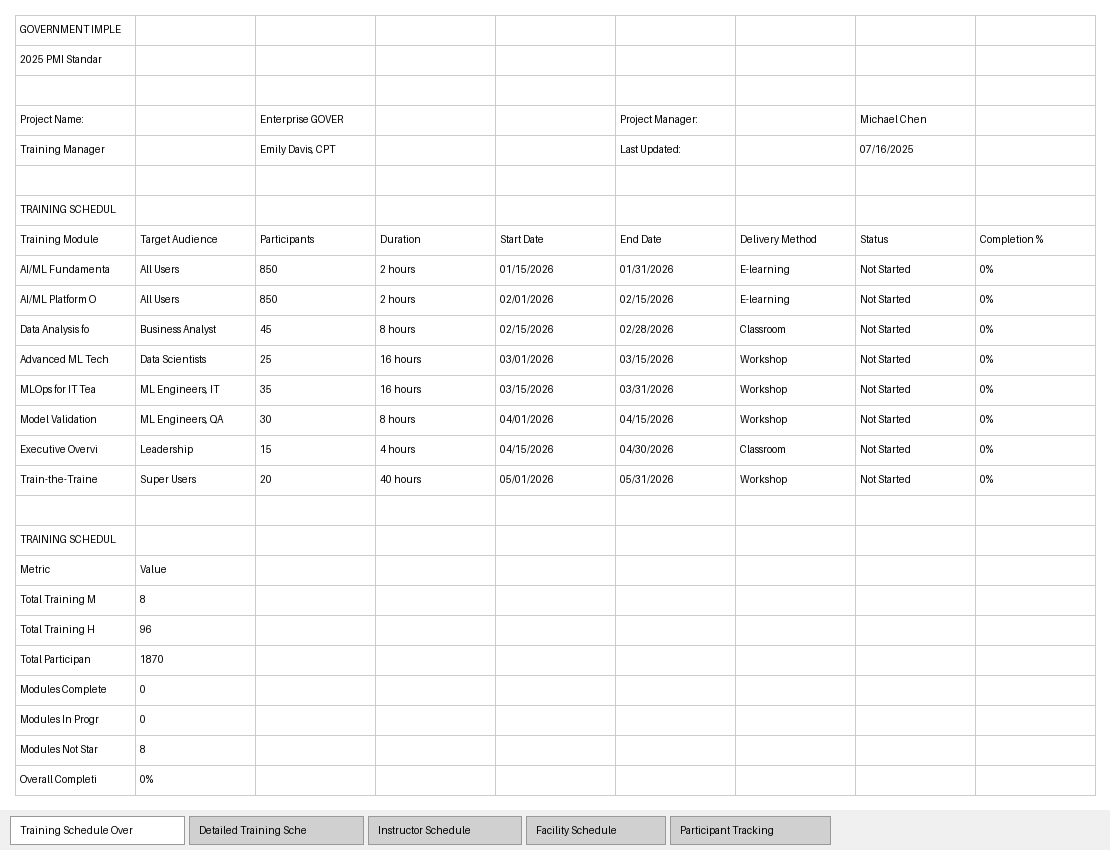 GOVERNMENT IMPLE
2025 PMI Standar
Project Name: Enterprise GOVER Project Manager: Michael Chen
Training Manager Emily Davis, CPT Last Updated: 07/16/2025
TRAINING SCHEDUL
Training Module Target Audience Participants Duration Start Date End Date Delivery Method Status Completion %
AI/ML Fundamenta All Users 850 2 hours 01/15/2026 01/31/2026 E-learning Not Started 0%
AI/ML Platform O All Users 850 2 hours 02/01/2026 02/15/2026 E-learning Not Started 0%
Data Analysis fo Business Analyst 45 8 hours 02/15/2026 02/28/2026 Classroom Not Started 0%
Advanced ML Tech Data Scientists 25 16 hours 03/01/2026 03/15/2026 Workshop Not Started 0%
MLOps for IT Tea ML Engineers, IT 35 16 hours 03/15/2026 03/31/2026 Workshop Not Started 0%
Model Validation ML Engineers, QA 30 8 hours 04/01/2026 04/15/2026 Workshop Not Started 0%
Executive Overvi Leadership 15 4 hours 04/15/2026 04/30/2026 Classroom Not Started 0%
Train-the-Traine Super Users 20 40 hours 05/01/2026 05/31/2026 Workshop Not Started 0%
TRAINING SCHEDUL
Metric Value
Total Training M 8
Total Training H 96
Total Participan 1870
Modules Complete 0
Modules In Progr 0
Modules Not Star 8
Overall Completi 0%
Training Schedule Over Detailed Training Sche Instructor Schedule Facility Schedule Participant Tracking